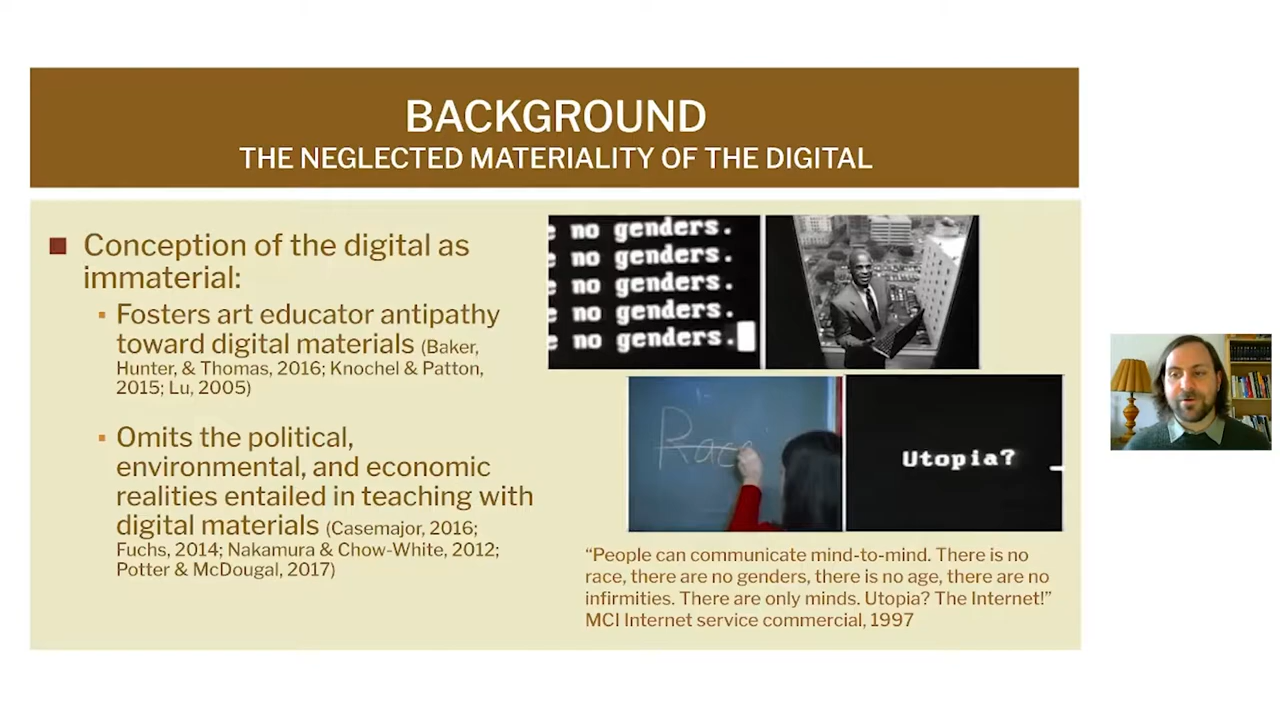 BACKGROUND
THE NEGLECTED MATERIALITY OF THE DIGITAL
Conception of the digital as
immaterial:
Fosters art educator antipathy
toward digital materials (Baker,
Hunter, & Thomas, 2016; Knochel & Patton,
2015; Lu, 2005)
Omits the political,
environmental, and economic
realities entailed in teaching with
digital materials (Casemajor, 2016;
Fuchs, 2014; Nakamura & Chow-White, 2012;
Potter & McDougal, 2017)
e no genders.
e no genders.
e no genders.
e no genders.
e no genders.
Race
Utopia?
“People can communicate mind-to-mind. There is no
race, there are no genders, there is no age, there are no
infirmities. There are only minds. Utopia? The Internet!”
MCI Internet service commercial, 1997